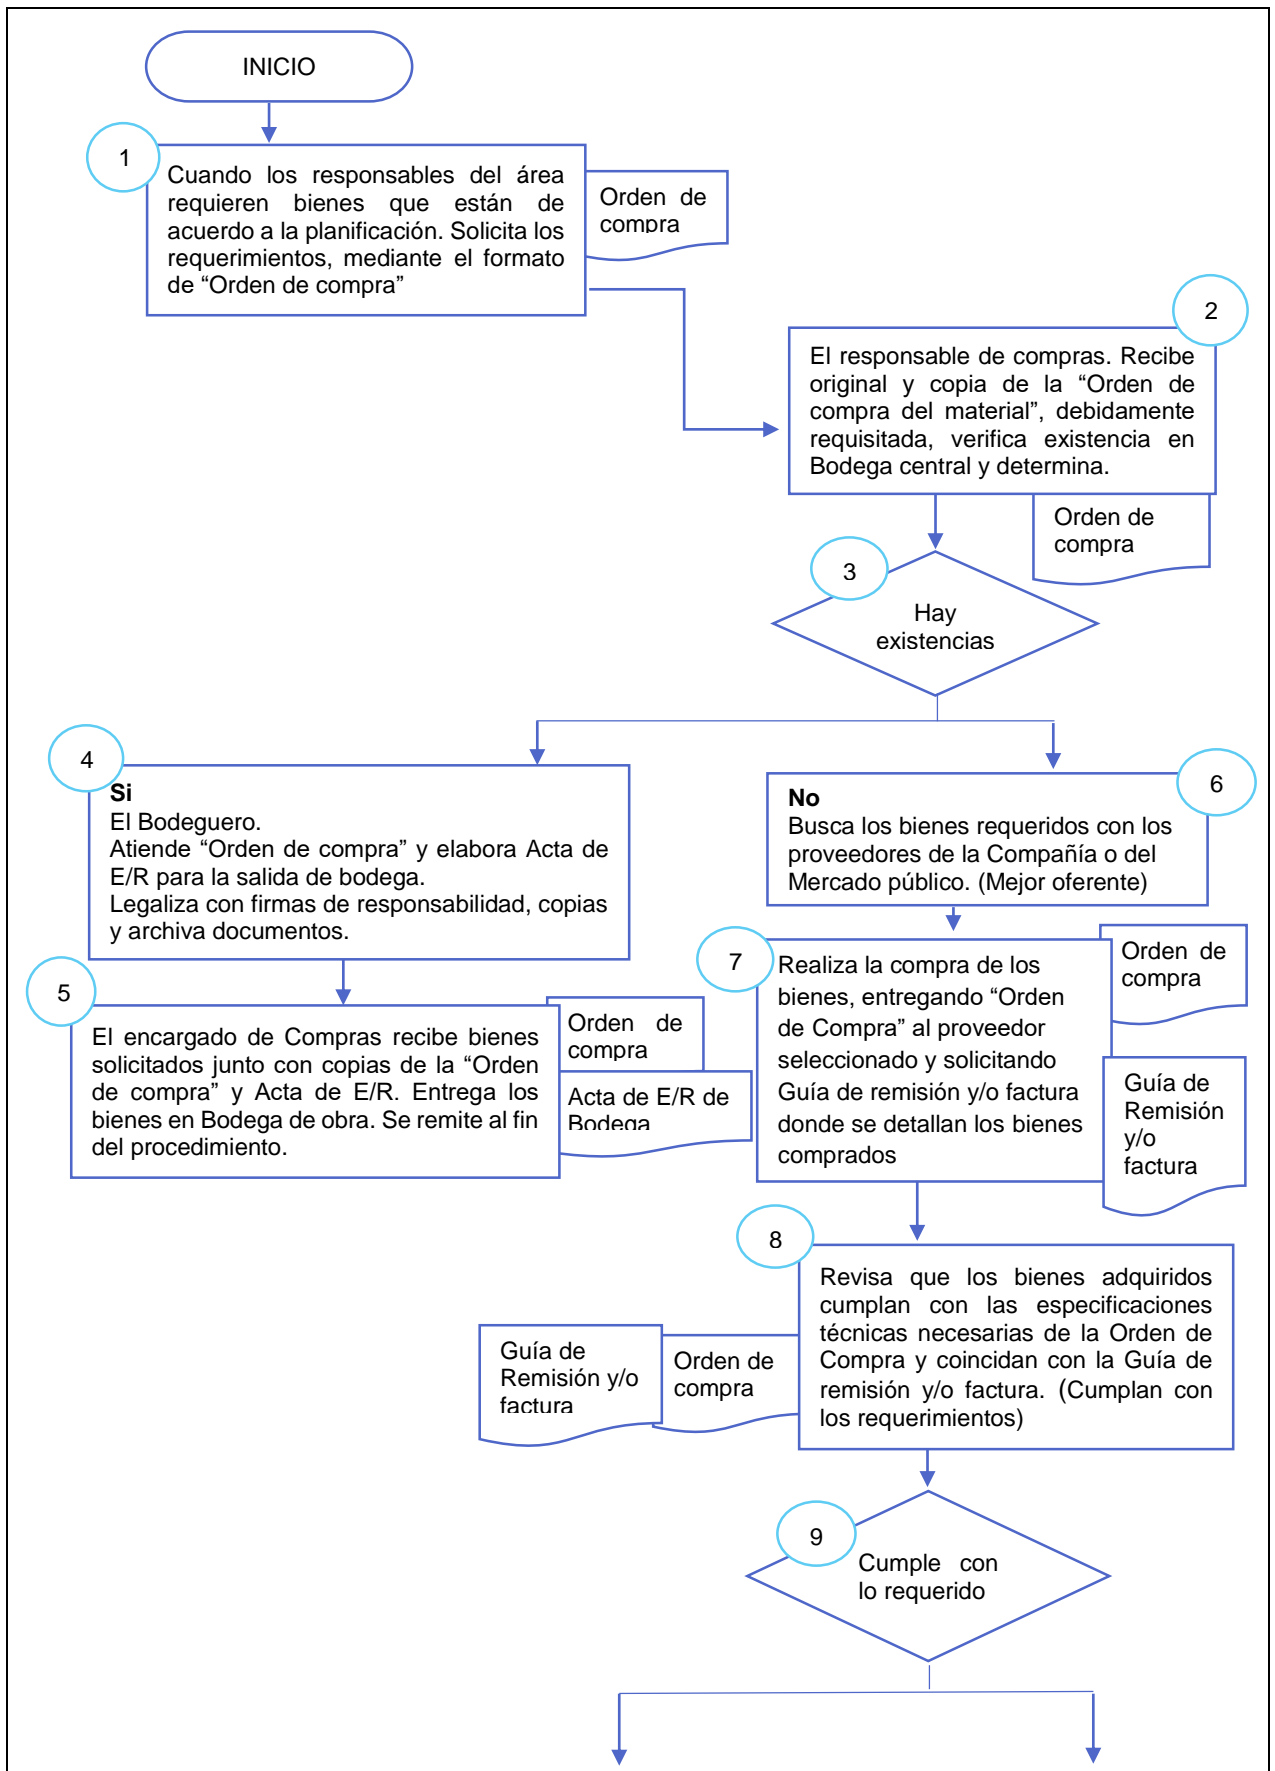 INICIO
1
Cuando los responsables del área
requieren bienes que están de
acuerdo a la planificación. Solicita los
requerimientos, mediante el formato
de “Orden de compra”
Orden de
compra
2
El responsable de compras. Recibe
original y copia de la “Orden de
compra del material”, debidamente
requisitada, verifica existencia en
Bodega central y determina.
Orden de
compra
3
Hay
existencias
4
Si
El Bodeguero.
Atiende “Orden de compra” y elabora Acta de
E/R para la salida de bodega.
Legaliza con firmas de responsabilidad, copias
y archiva documentos.
6
No
Busca los bienes requeridos con los
proveedores de la Compañía o del
Mercado público. (Mejor oferente)
5
El encargado de Compras recibe bienes
solicitados junto con copias de la “Orden
de compra” y Acta de E/R. Entrega los
bienes en Bodega de obra. Se remite al fin
del procedimiento.
Orden de
compra
Acta de E/R de
Bodega
7
Realiza la compra de los
bienes, entregando “Orden
de Compra” al proveedor
seleccionado y solicitando
Guía de remisión y/o factura
donde se detallan los bienes
comprados
Orden de
compra
Guía de
Remisión
y/o
factura
8
Revisa que los bienes adquiridos
cumplan con las especificaciones
técnicas necesarias de la Orden de
Compra y coincidan con la Guía de
remisión y/o factura. (Cumplan con
los requerimientos)
Guía de
Remisión y/o
factura
Orden de
compra
9
Cumple con
lo requerido